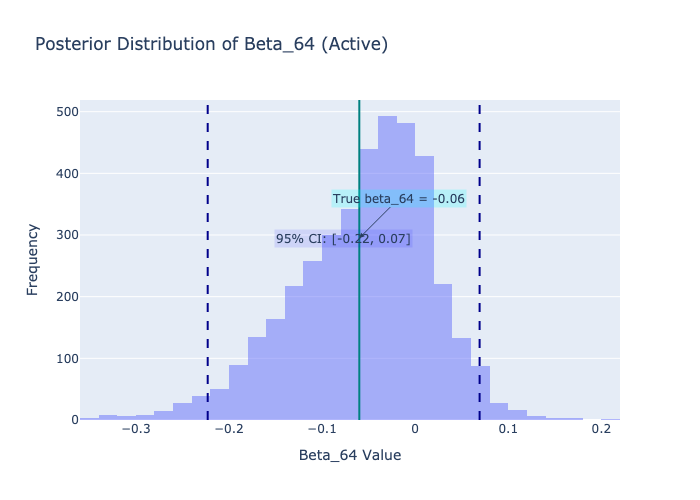 Posterior Distribution of Beta_64 (Active)
500
400
300
200
100
0
Frequency
True beta_64 = -0.06
95% CI: [-0.22, 0.07]
−0.3
−0.2
−0.1
0
0.1
0.2
Beta_64 Value